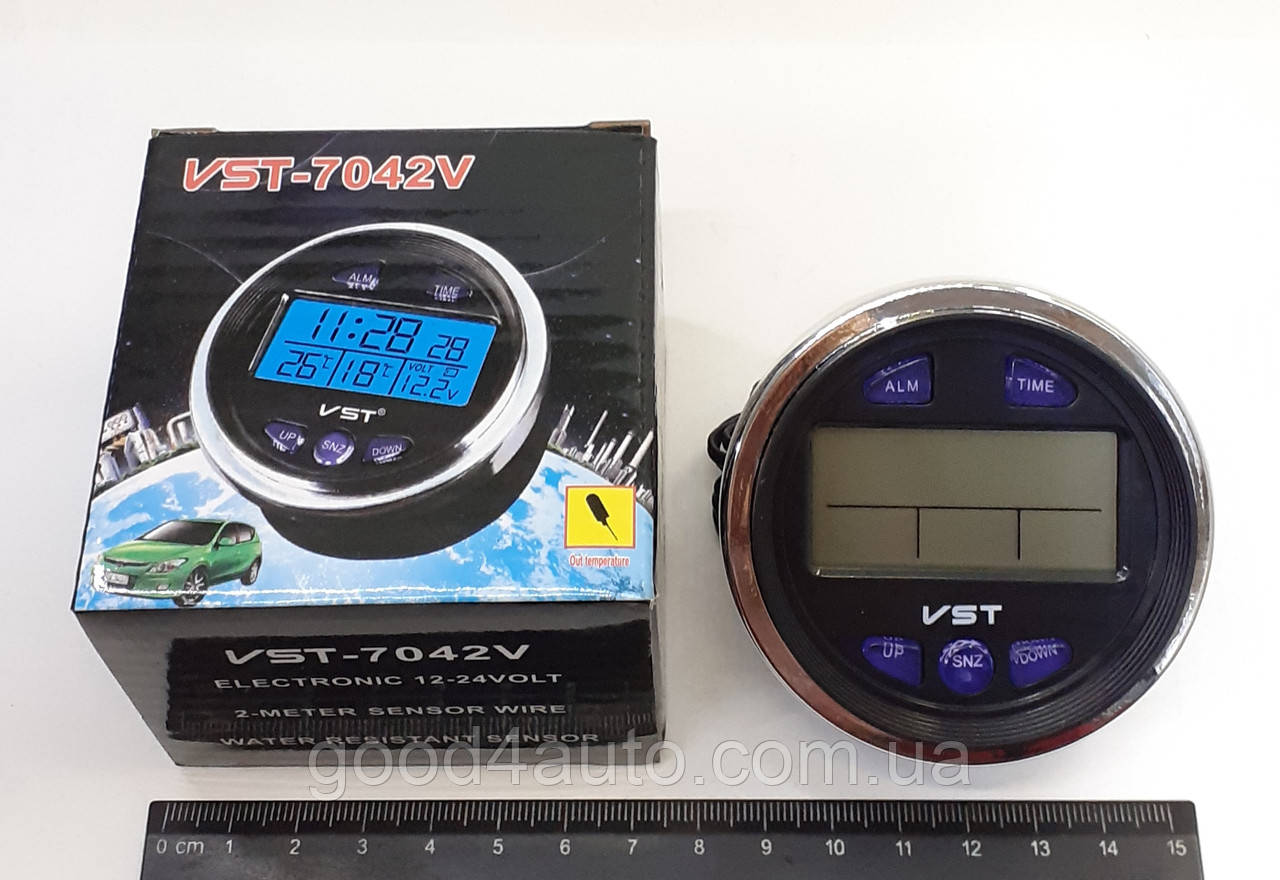 VST-7042V
ALM
TIME
11:28 28
26°C 18°C VOLT 12.2V
VST®
UP SNZ DOWN
Out temperature
VST-7042V
ELECTRONIC 12-24VOLT
2-METER SENSOR WIRE
WATER RESISTANT SENSOR
ALM TIME
VST
UP SNZ DOWN
good4auto.com.ua
0 cm 1 2 3 4 5 6 7 8 9 10 11 12 13 14 15